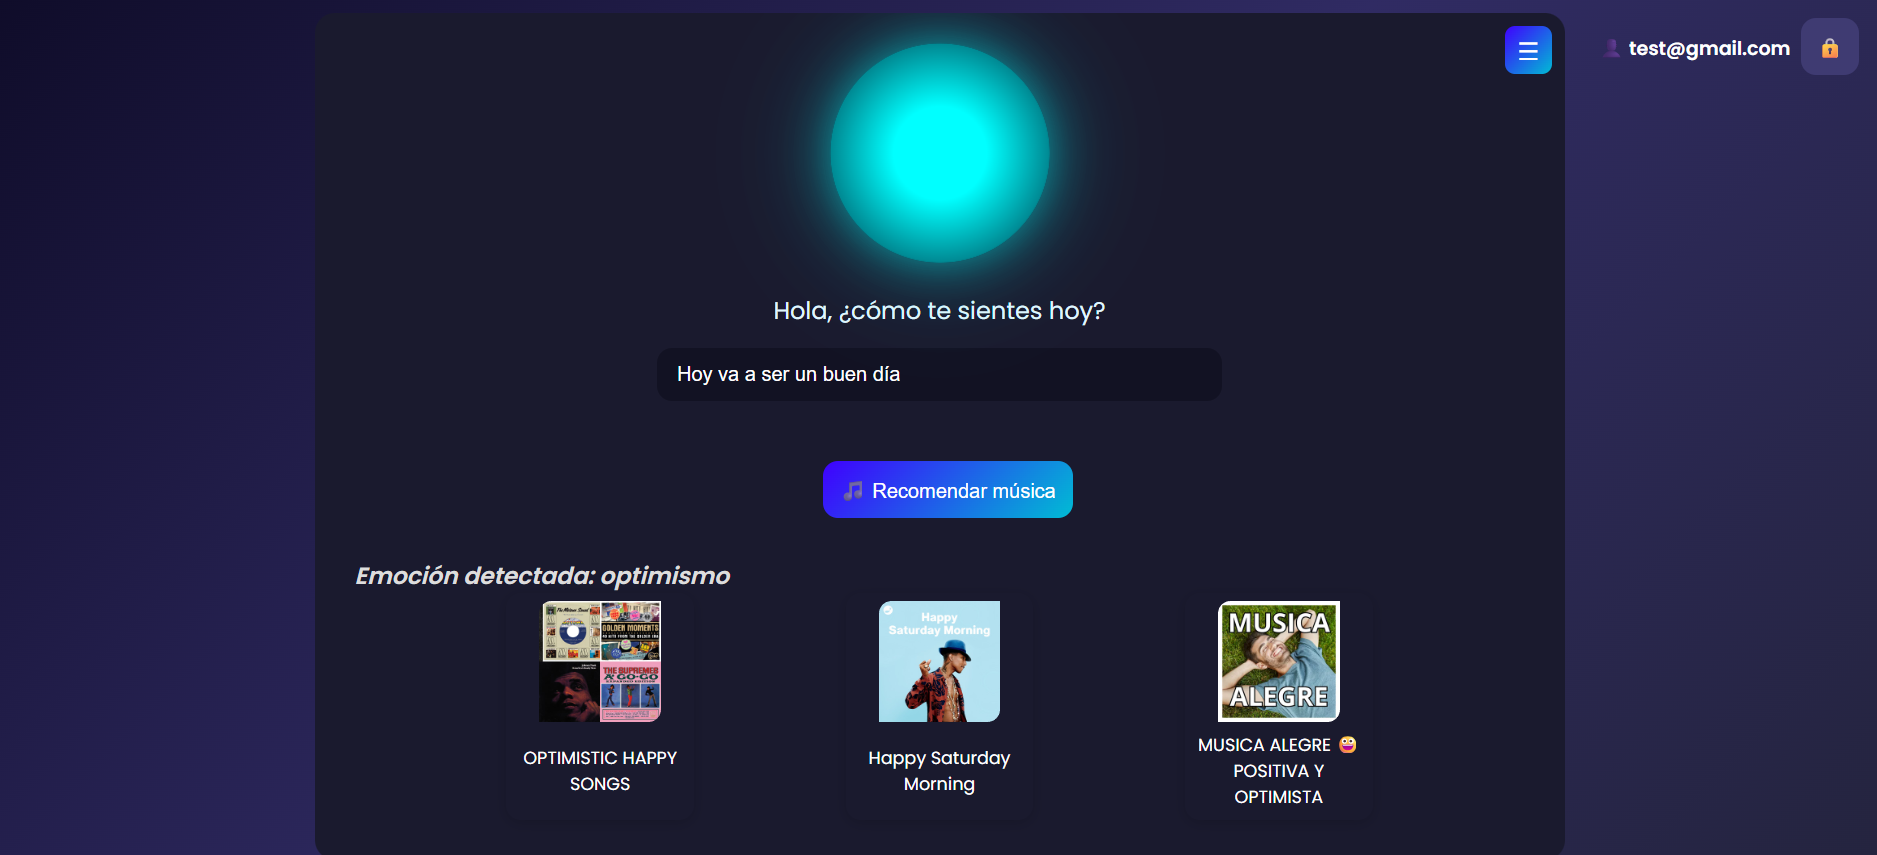 test@gmail.com
Hola, ¿cómo te sientes hoy?
Hoy va a ser un buen día
Recomendar música
Emoción detectada: optimismo
GOLDEN MOMENTS
THE SUPREMES
A' GO-GO
Happy
Saturday Morning
MUSICA
ALEGRE
OPTIMISTIC HAPPY
SONGS
Happy Saturday
Morning
MUSICA ALEGRE 😀
POSITIVA Y
OPTIMISTA